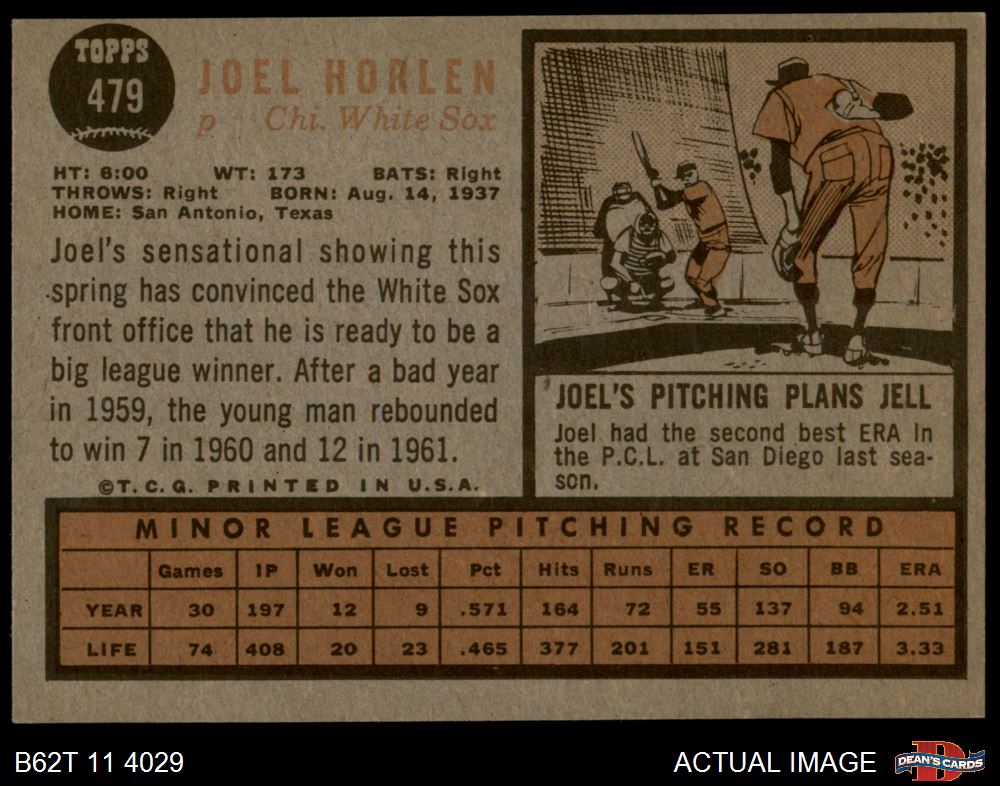 TOPPS
479
JOEL HORLEN
p Chi. White Sox
HT: 6:00 WT: 173 BATS: Right
THROWS: Right BORN: Aug. 14, 1937
HOME: San Antonio, Texas
Joel's sensational showing this
spring has convinced the White Sox
front office that he is ready to be a
big league winner. After a bad year
in 1959, the young man rebounded
to win 7 in 1960 and 12 in 1961.
©T. C. G. PRINTED IN U.S.A.
JOEL'S PITCHING PLANS JELL
Joel had the second best ERA in
the P.C.L. at San Diego last sea-
son.
MINOR LEAGUE PITCHING RECORD
Games IP Won Lost Pct Hits Runs ER SO BB ERA
YEAR 30 197 12 9 .571 164 72 55 137 94 2.51
LIFE 74 408 20 23 .465 377 201 151 281 187 3.33
B62T 11 4029
ACTUAL IMAGE
D
DEAN'S CARDS